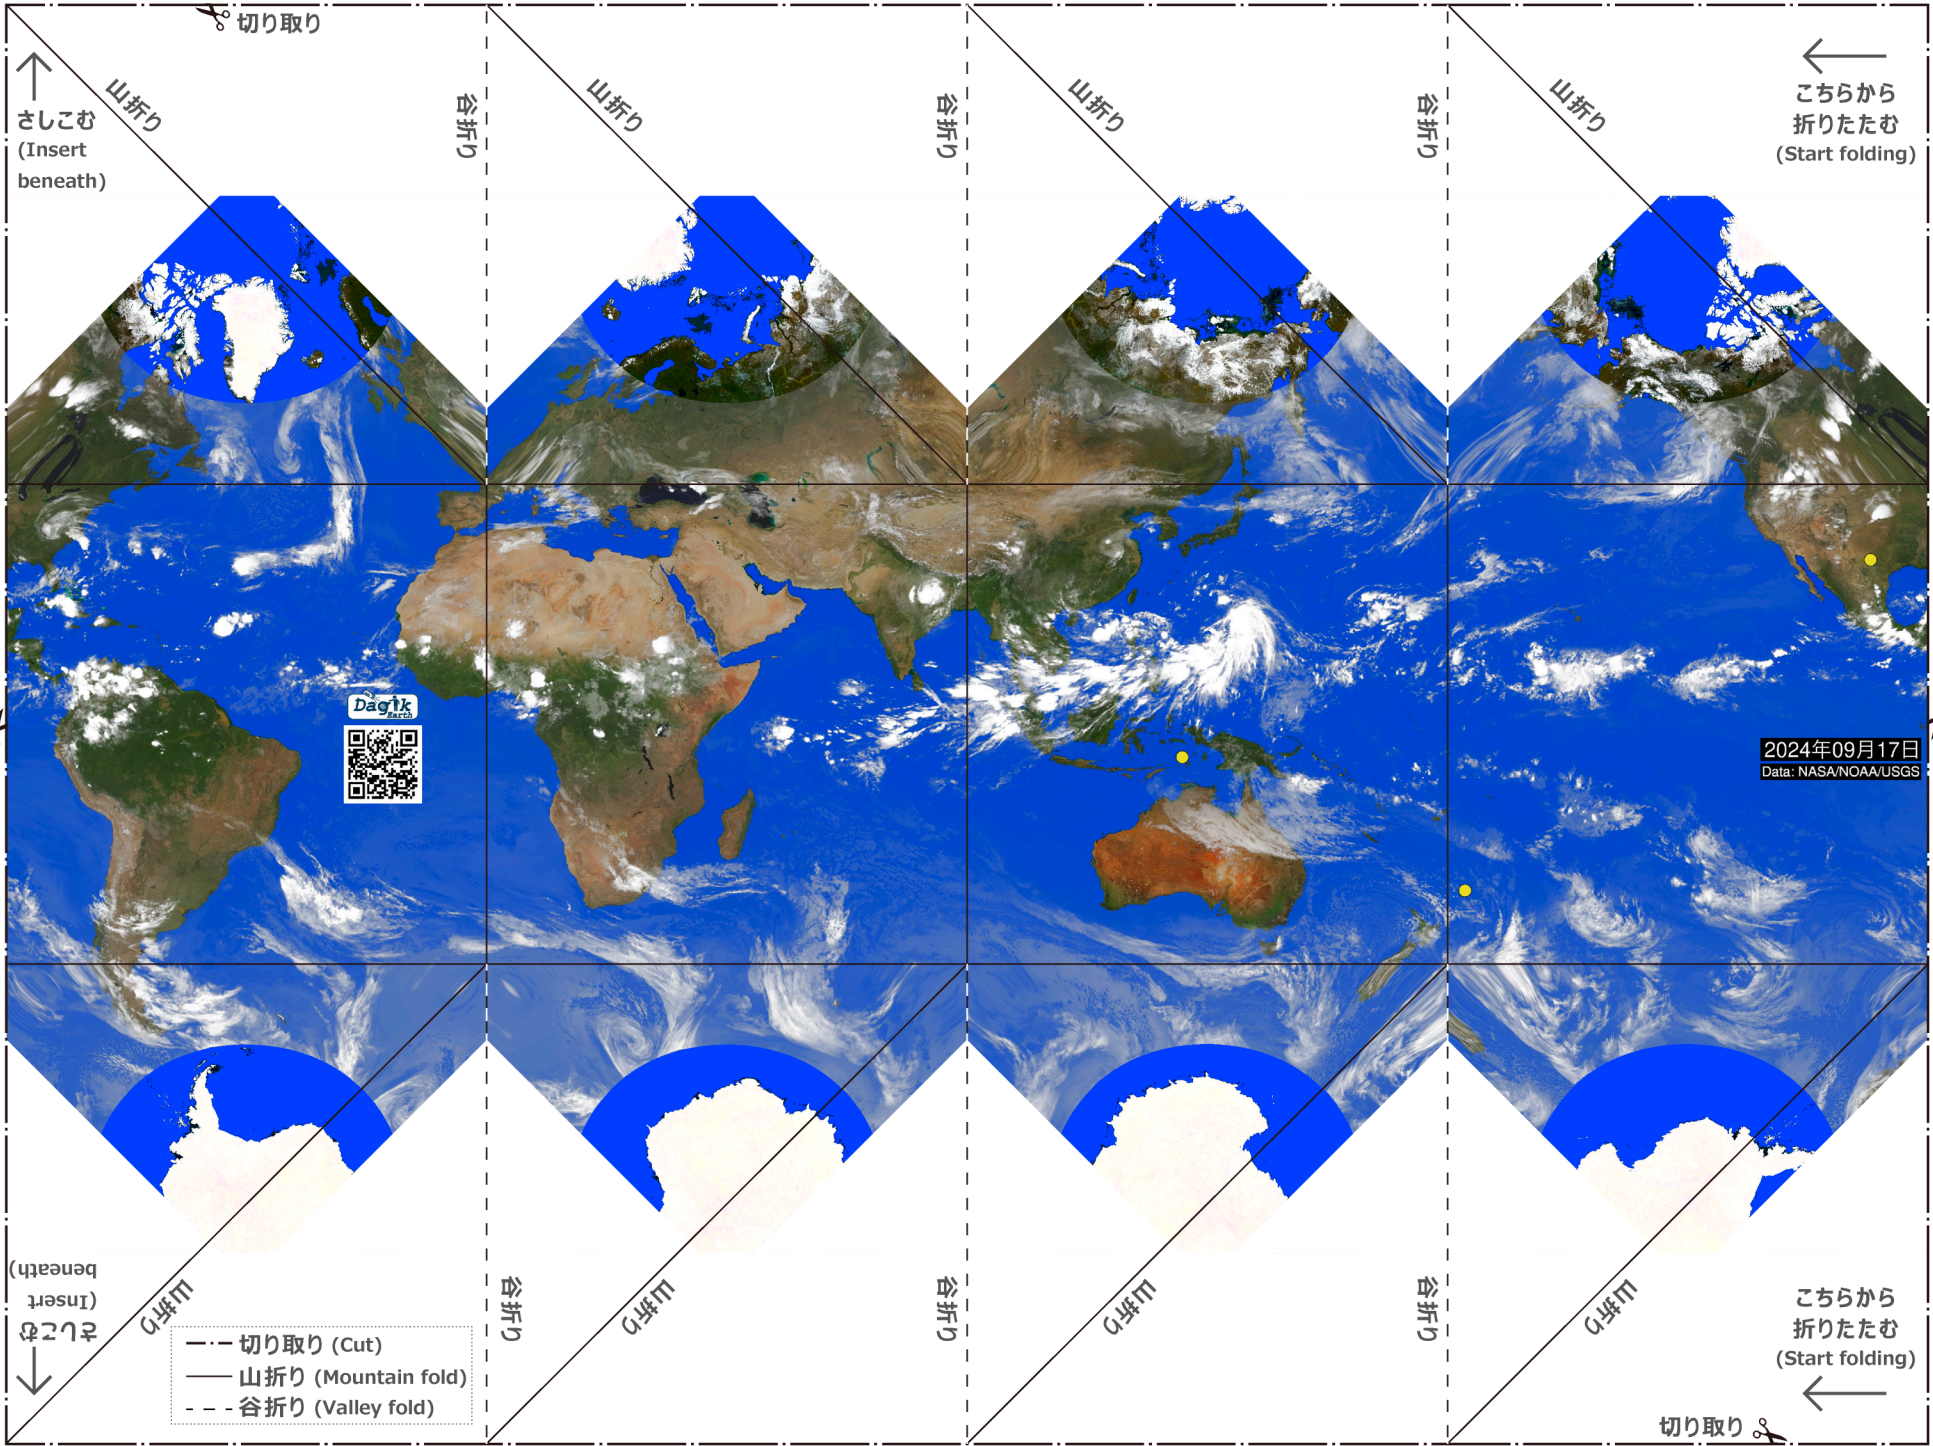 切り取り
山折り
谷折り
山折り
谷折り
山折り
谷折り
山折り
こちらから
折りたたむ
(Start folding)
さしこむ
(Insert
beneath)
Dagik
Earth
2024年09月17日
Data: NASA/NOAA/USGS
さしこむ
(Insert
beneath)
山折り
谷折り
山折り
谷折り
山折り
谷折り
山折り
こちらから
折りたたむ
(Start folding)
切り取り (Cut)
山折り (Mountain fold)
谷折り (Valley fold)
切り取り